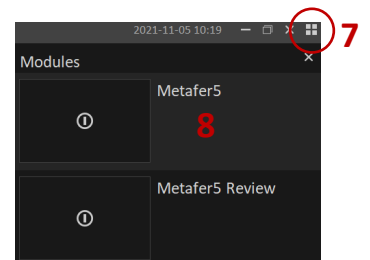 2021-11-05 10:19
7
Modules
Metafer5
8
Metafer5 Review